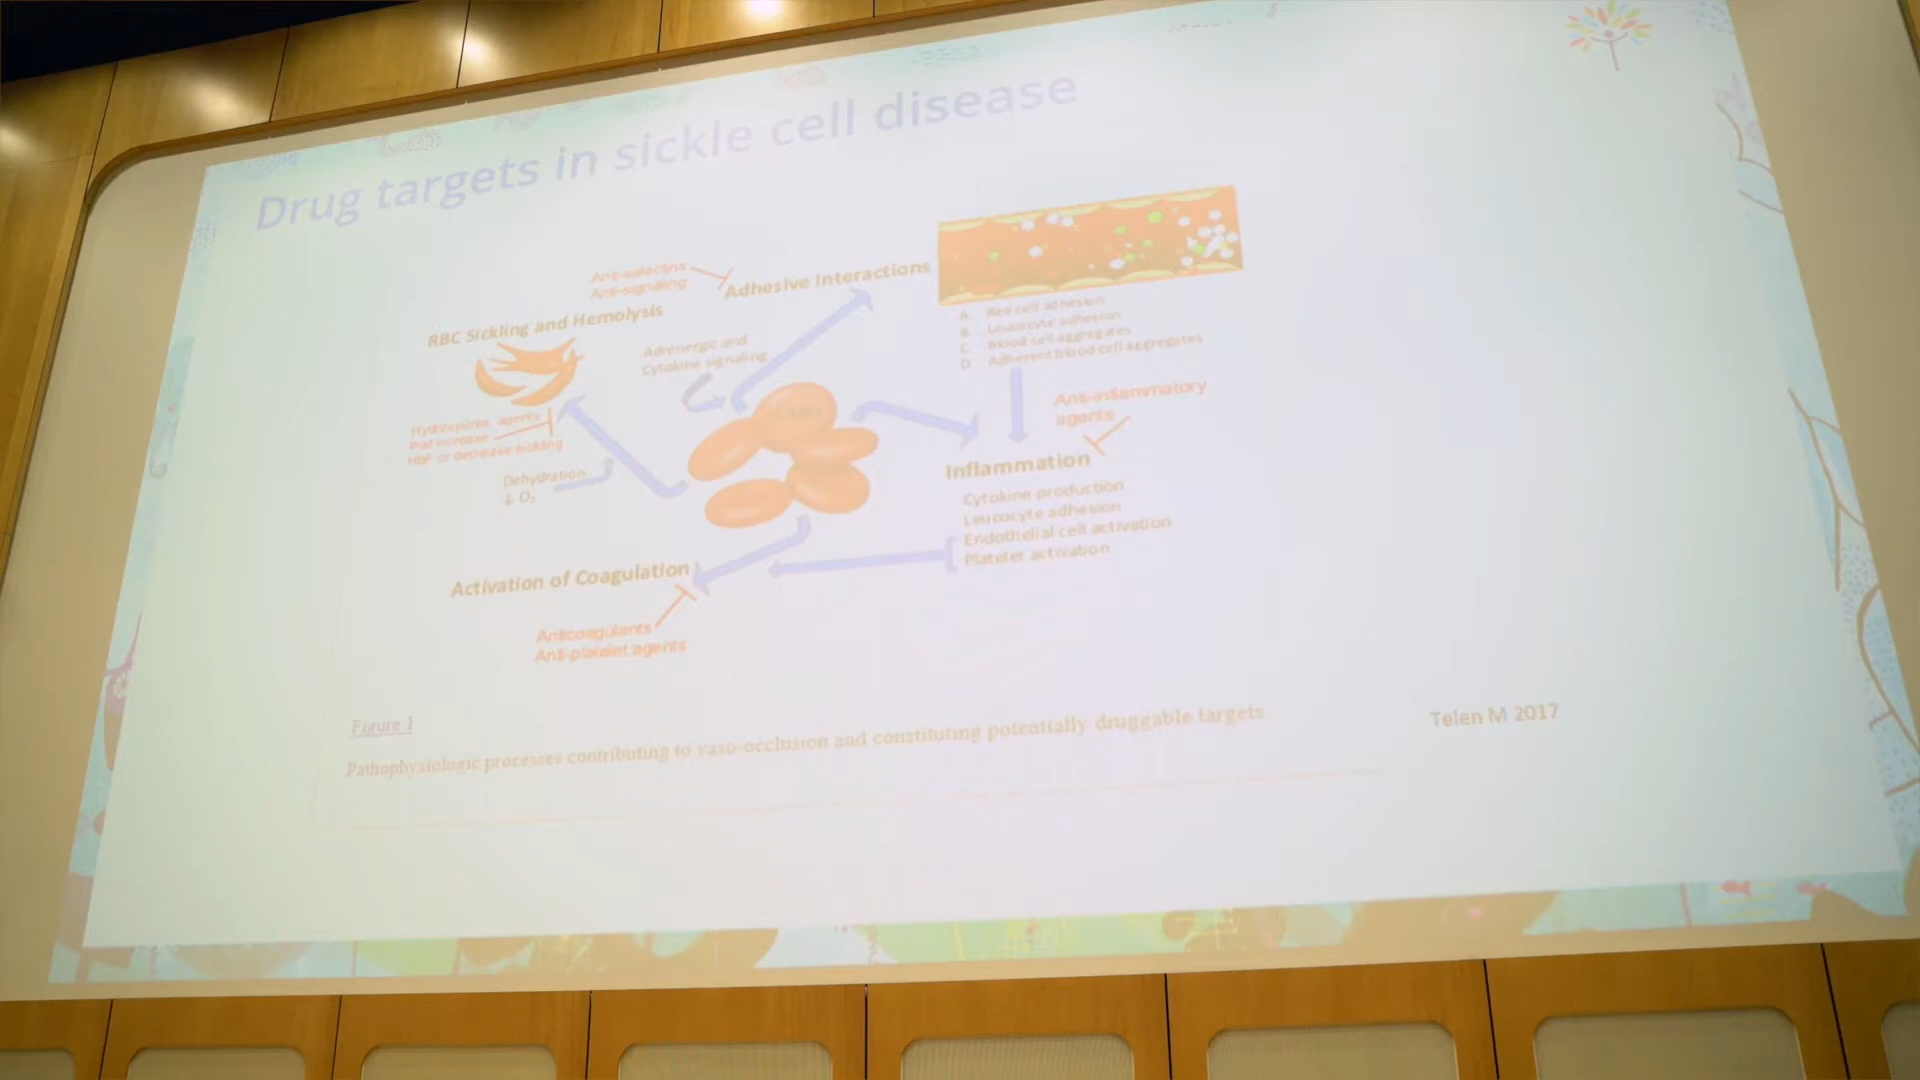 Drug targets in sickle cell disease
Anti-selectins
Anti-signaling
Adhesive Interactions
RBC Sickling and Hemolysis
Adrenergic and
Cytokine signaling
A. Red cell adhesion
B. Leucocyte adhesion
C. Blood cell aggregates
D. Adherent blood cell aggregates
Hydroxyurea, agents
that increase
HbF or decrease sickling
Dehydration
↓ O₂
Anti-inflammatory
agents
Inflammation
Cytokine production
Leucocyte adhesion
Endothelial cell activation
Platelet activation
Activation of Coagulation
Anticoagulants
Anti-platelet agents
Figure 1
Pathophysiologic processes contributing to vaso-occlusion and constituting potentially druggable targets
Telen M 2017